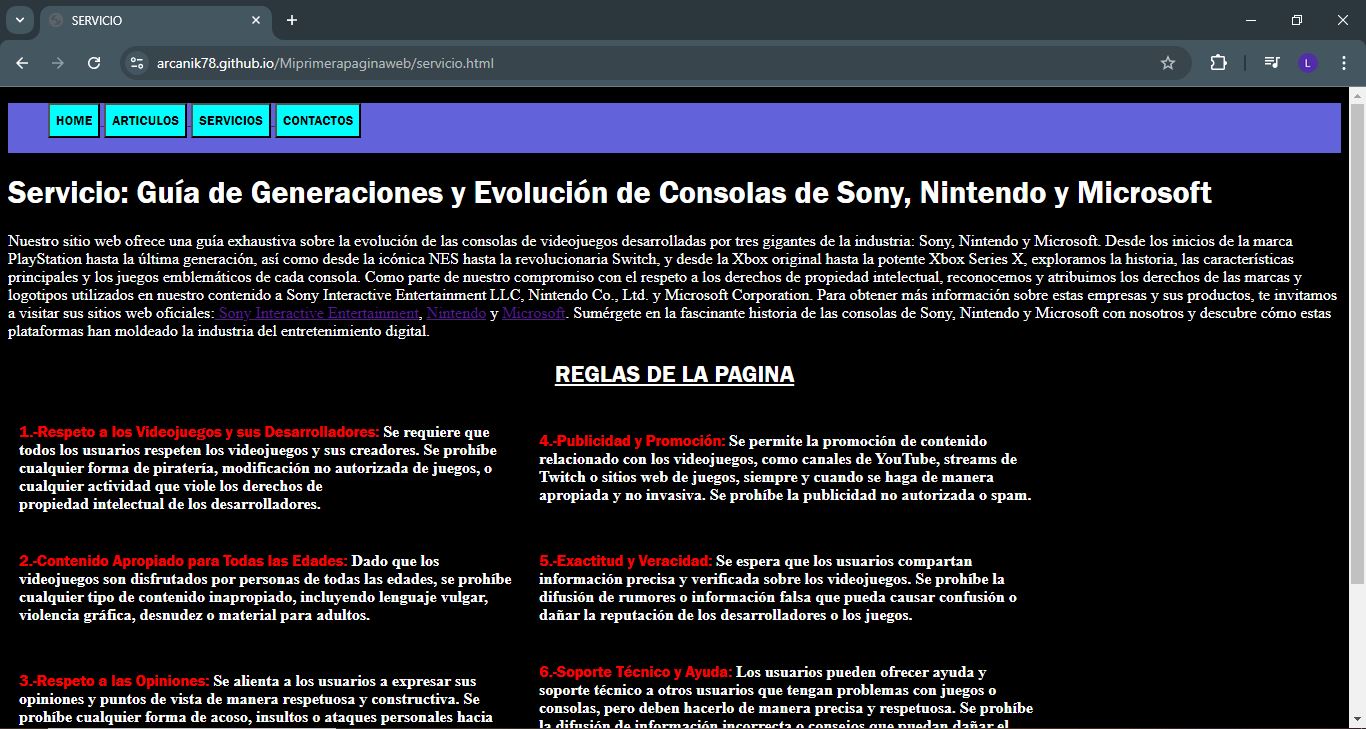 SERVICIO
arcanik78.github.io/Miprimerapaginaweb/servicio.html
L
HOME ARTICULOS SERVICIOS CONTACTOS
Servicio: Guía de Generaciones y Evolución de Consolas de Sony, Nintendo y Microsoft
Nuestro sitio web ofrece una guía exhaustiva sobre la evolución de las consolas de videojuegos desarrolladas por tres gigantes de la industria: Sony, Nintendo y Microsoft. Desde los inicios de la marca
PlayStation hasta la última generación, así como desde la icónica NES hasta la revolucionaria Switch, y desde la Xbox original hasta la potente Xbox Series X, exploramos la historia, las características
principales y los juegos emblemáticos de cada consola. Como parte de nuestro compromiso con el respeto a los derechos de propiedad intelectual, reconocemos y atribuimos los derechos de las marcas y
logotipos utilizados en nuestro contenido a Sony Interactive Entertainment LLC, Nintendo Co., Ltd. y Microsoft Corporation. Para obtener más información sobre estas empresas y sus productos, te invitamos
a visitar sus sitios web oficiales: Sony Interactive Entertainment, Nintendo y Microsoft. Sumérgete en la fascinante historia de las consolas de Sony, Nintendo y Microsoft con nosotros y descubre cómo estas
plataformas han moldeado la industria del entretenimiento digital.
REGLAS DE LA PAGINA
1.-Respeto a los Videojuegos y sus Desarrolladores: Se requiere que
todos los usuarios respeten los videojuegos y sus creadores. Se prohíbe
cualquier forma de piratería, modificación no autorizada de juegos, o
cualquier actividad que viole los derechos de
propiedad intelectual de los desarrolladores.
4.-Publicidad y Promoción: Se permite la promoción de contenido
relacionado con los videojuegos, como canales de YouTube, streams de
Twitch o sitios web de juegos, siempre y cuando se haga de manera
apropiada y no invasiva. Se prohíbe la publicidad no autorizada o spam.
2.-Contenido Apropiado para Todas las Edades: Dado que los
videojuegos son disfrutados por personas de todas las edades, se prohíbe
cualquier tipo de contenido inapropiado, incluyendo lenguaje vulgar,
violencia gráfica, desnudez o material para adultos.
5.-Exactitud y Veracidad: Se espera que los usuarios compartan
información precisa y verificada sobre los videojuegos. Se prohíbe la
difusión de rumores o información falsa que pueda causar confusión o
dañar la reputación de los desarrolladores o los juegos.
3.-Respeto a las Opiniones: Se alienta a los usuarios a expresar sus
opiniones y puntos de vista de manera respetuosa y constructiva. Se
prohíbe cualquier forma de acoso, insultos o ataques personales hacia
6.-Soporte Técnico y Ayuda: Los usuarios pueden ofrecer ayuda y
soporte técnico a otros usuarios que tengan problemas con juegos o
consolas, pero deben hacerlo de manera precisa y respetuosa. Se prohíbe
la difusión de información incorrecta o consejos que puedan dañar el